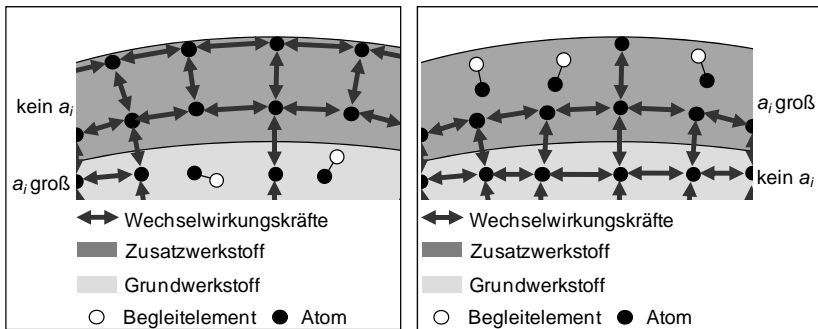 kein aᵢ
aᵢ groß
Wechselwirkungskräfte
Zusatzwerkstoff
Grundwerkstoff
Begleitelement Atom
aᵢ groß
kein aᵢ
Wechselwirkungskräfte
Zusatzwerkstoff
Grundwerkstoff
Begleitelement Atom